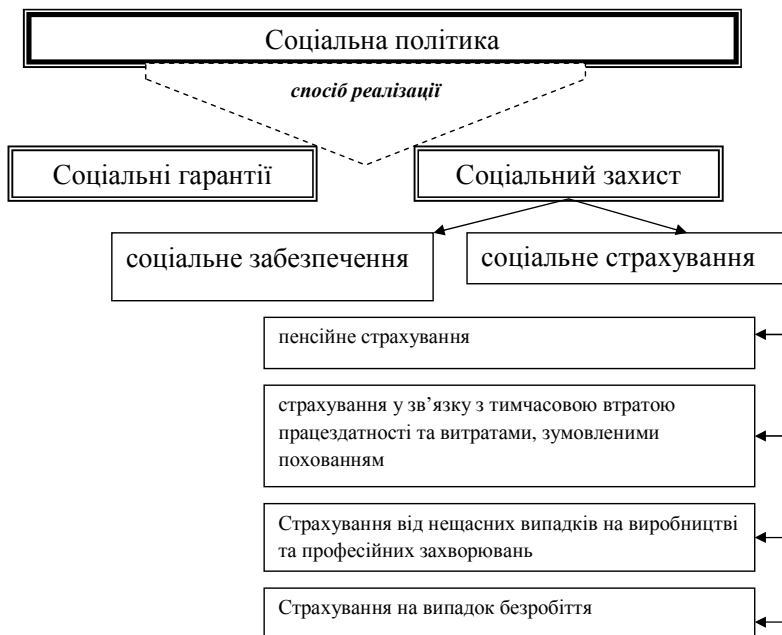 Соціальна політика
спосіб реалізації
Соціальні гарантії
Соціальний захист
соціальне забезпечення
соціальне страхування
пенсійне страхування
страхування у зв’язку з тимчасовою втратою
працездатності та витратами, зумовленими
похованням
Страхування від нещасних випадків на виробництві
та професійних захворювань
Страхування на випадок безробіття